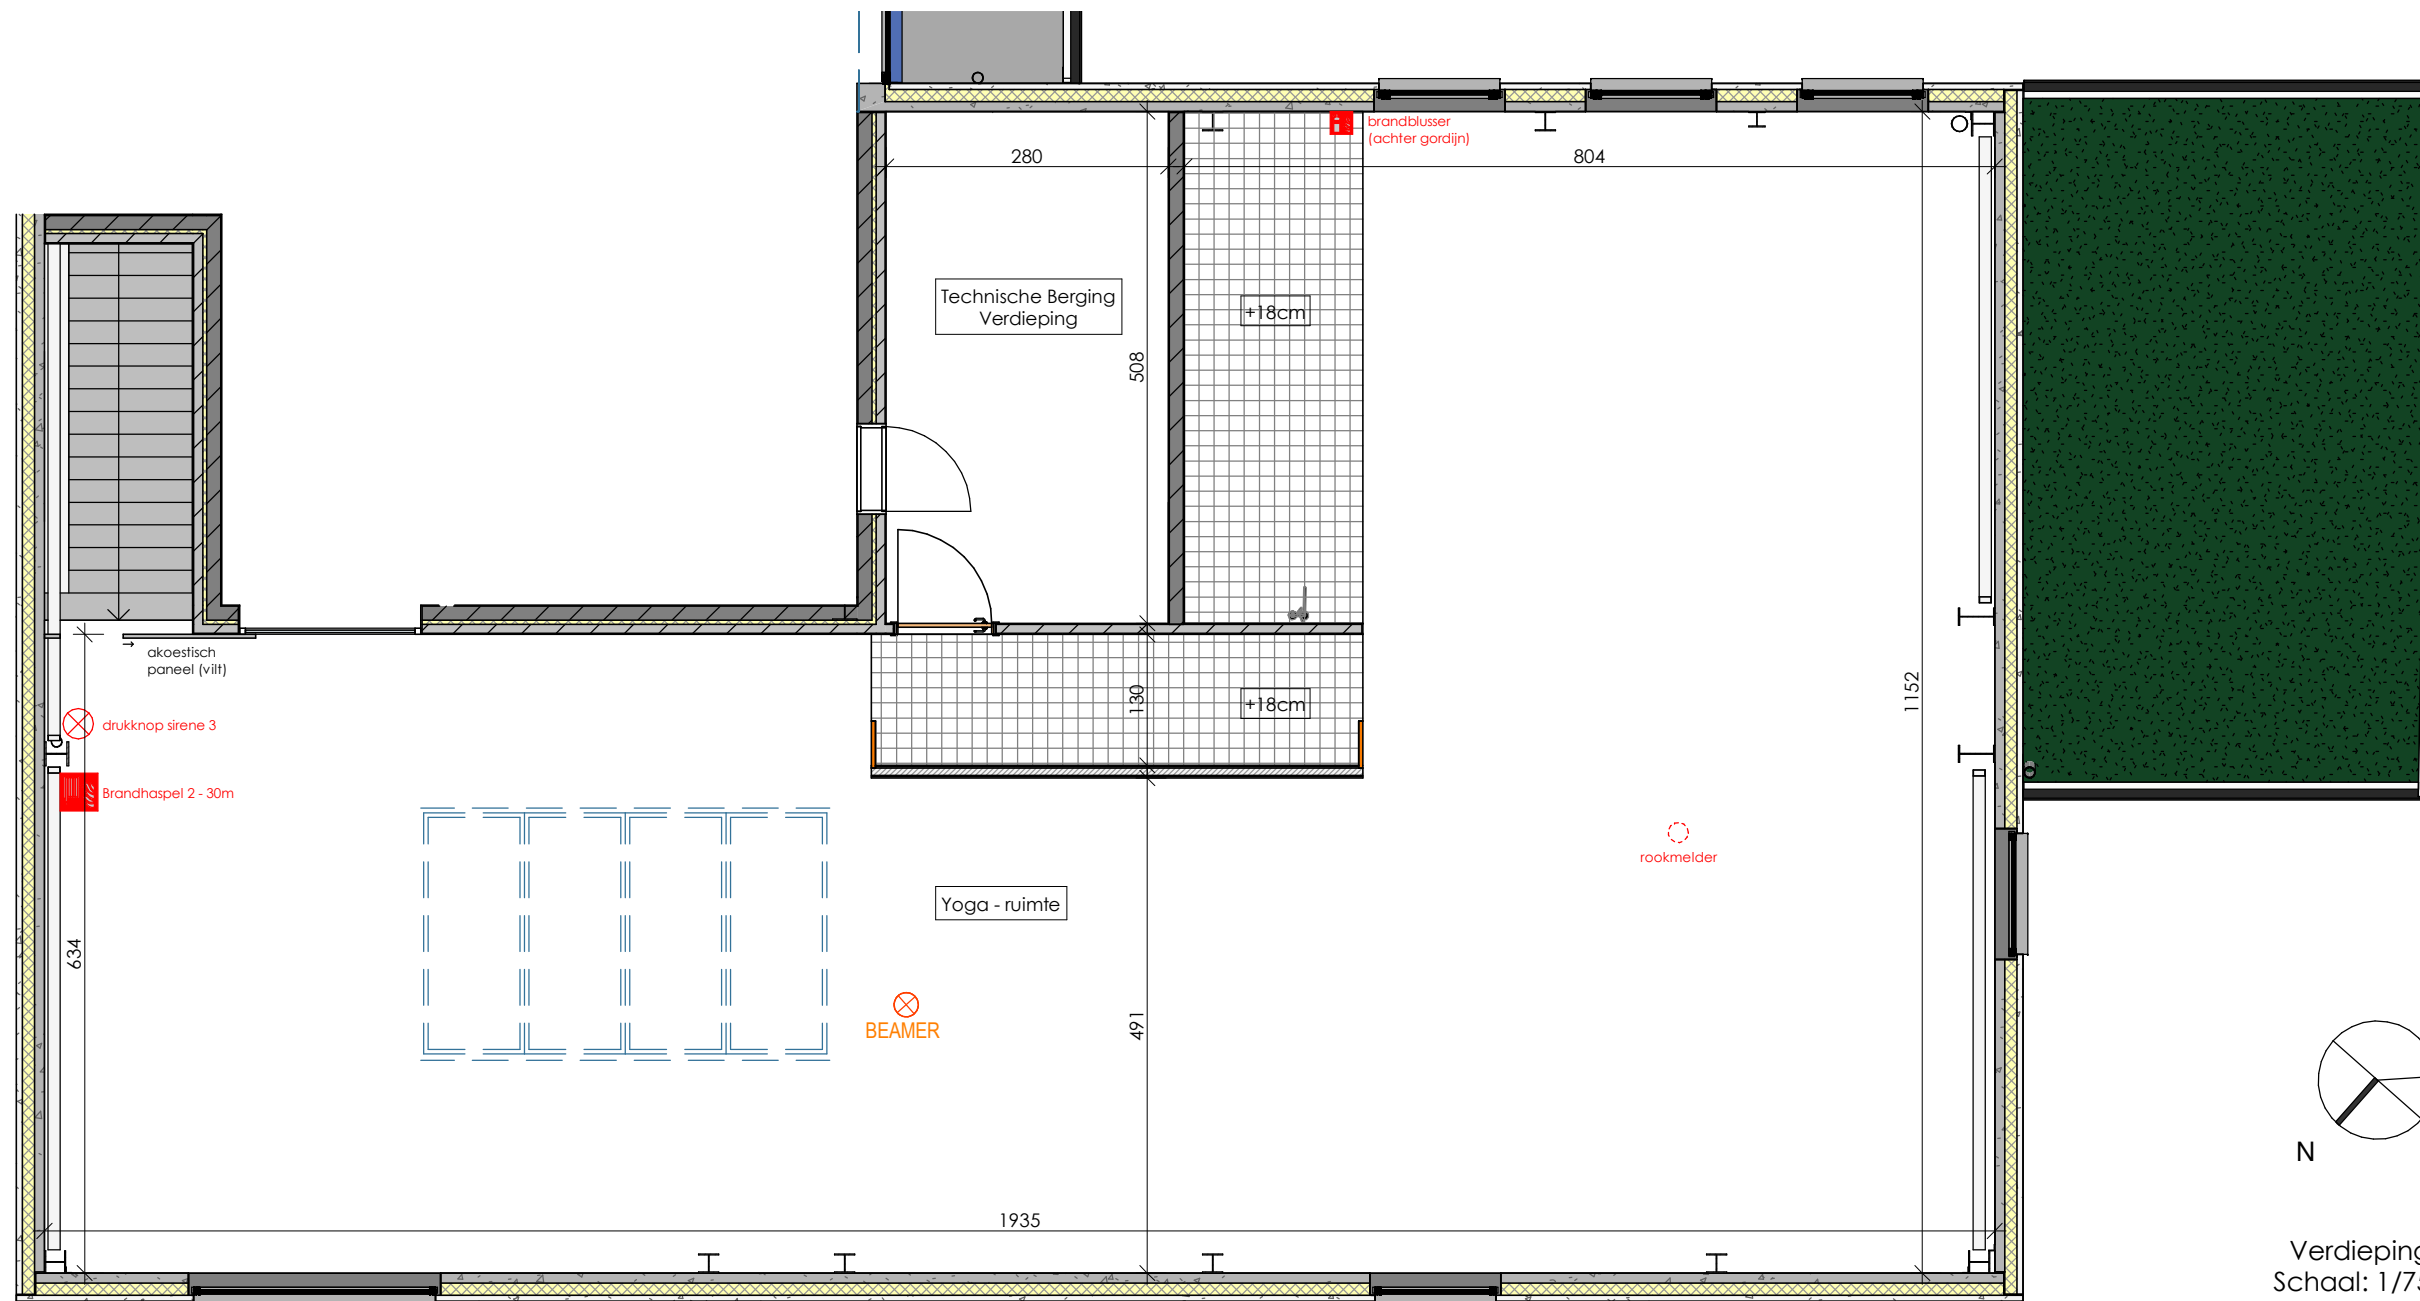 brandblusser
(achter gordijn)
280
804
Technische Berging
Verdieping
+18cm
508
akoestisch
paneel (vilt)
130
+18cm
1152
drukknop sirene 3
Brandhaspel 2 - 30m
rookmelder
Yoga - ruimte
634
BEAMER
491
N
1935
Verdieping
Schaal: 1/75